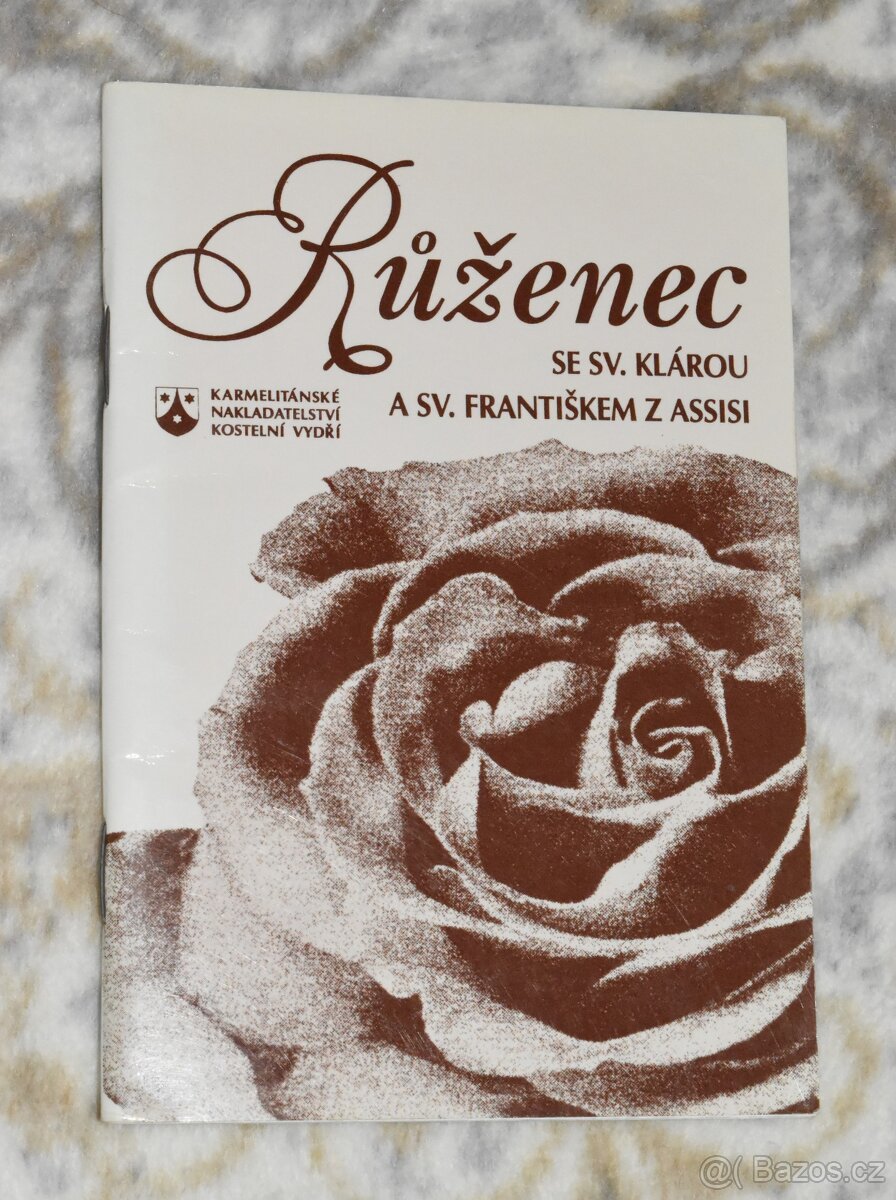 Růženec
SE SV. KLÁROU
A SV. FRANTIŠKEM Z ASSISI
KARMELITÁNSKÉ
NAKLADATELSTVÍ
KOSTELNÍ VYDŘÍ
@( Bazos.cz